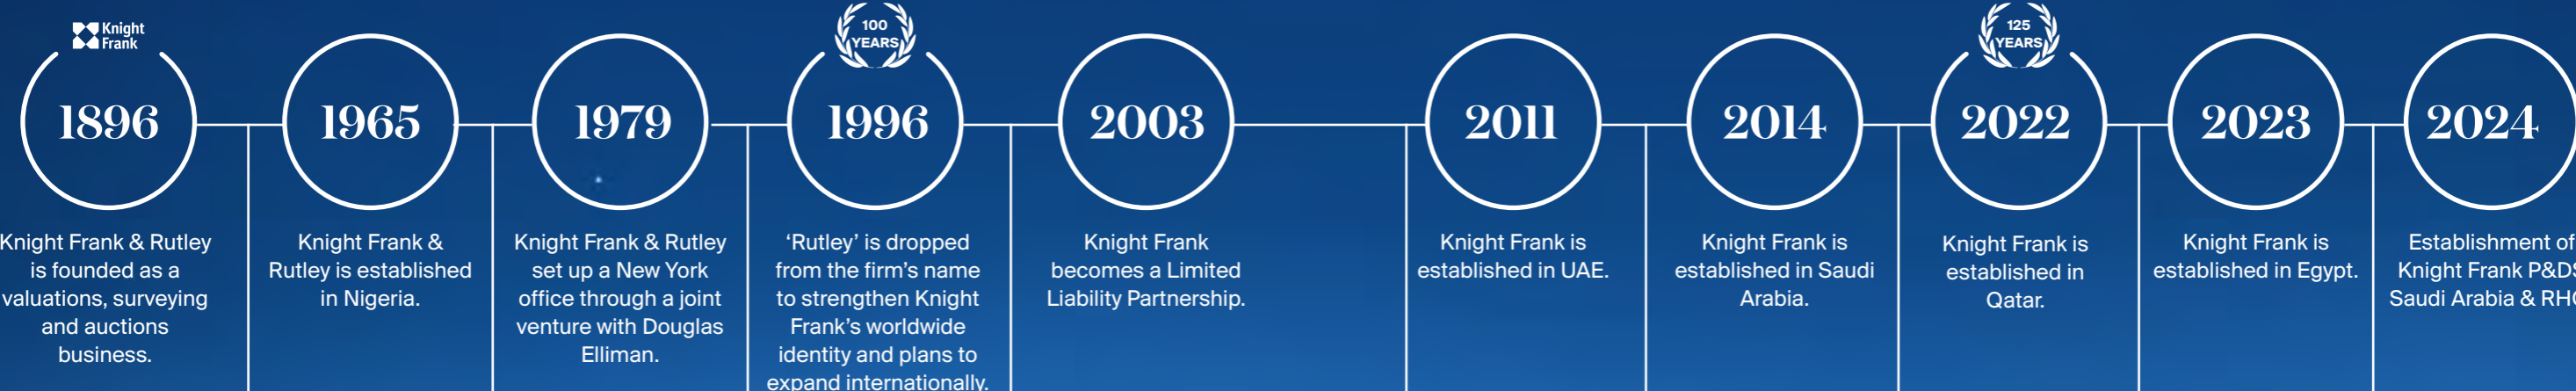 Knight
Frank
1896
Knight Frank & Rutley
is founded as a
valuations, surveying
and auctions
business.
1965
Knight Frank &
Rutley is established
in Nigeria.
1979
Knight Frank & Rutley
set up a New York
office through a joint
venture with Douglas
Elliman.
100
YEARS
1996
‘Rutley’ is dropped
from the firm’s name
to strengthen Knight
Frank’s worldwide
identity and plans to
expand internationally.
2003
Knight Frank
becomes a Limited
Liability Partnership.
2011
Knight Frank is
established in UAE.
2014
Knight Frank is
established in Saudi
Arabia.
125
YEARS
2022
Knight Frank is
established in
Qatar.
2023
Knight Frank is
established in Egypt.
2024
Establishment of
Knight Frank
Saudi Arabia &